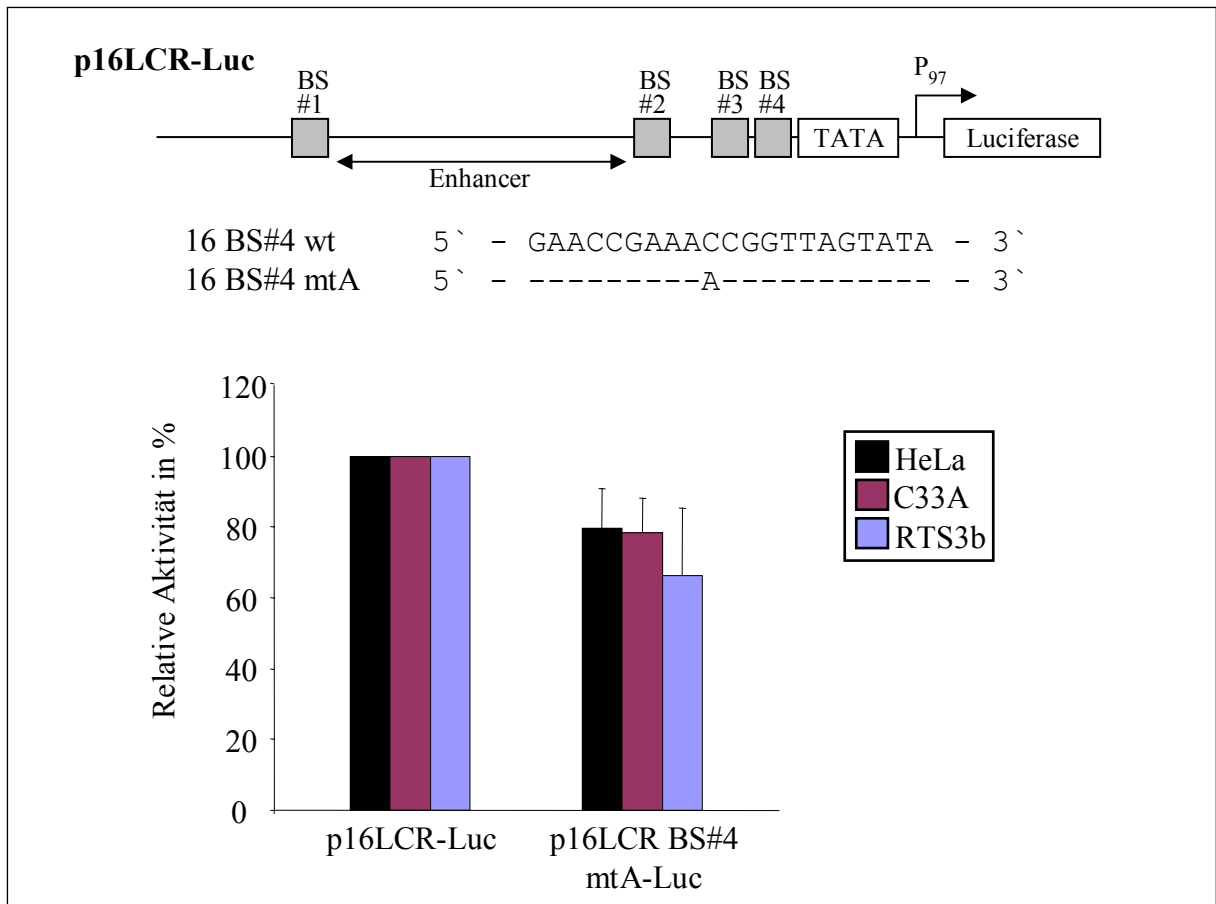 p16LCR-Luc
BS #1
BS #2
BS #3
BS #4
P97
TATA
Luciferase
Enhancer
16 BS#4 wt 5` - GAACCGAAACCGGTTAGTATA - 3`
16 BS#4 mtA 5` - ---------A----------- - 3`
Relative Aktivität in %
120
100
80
60
40
20
0
HeLa
C33A
RTS3b
p16LCR-Luc
p16LCR BS#4
mtA-Luc